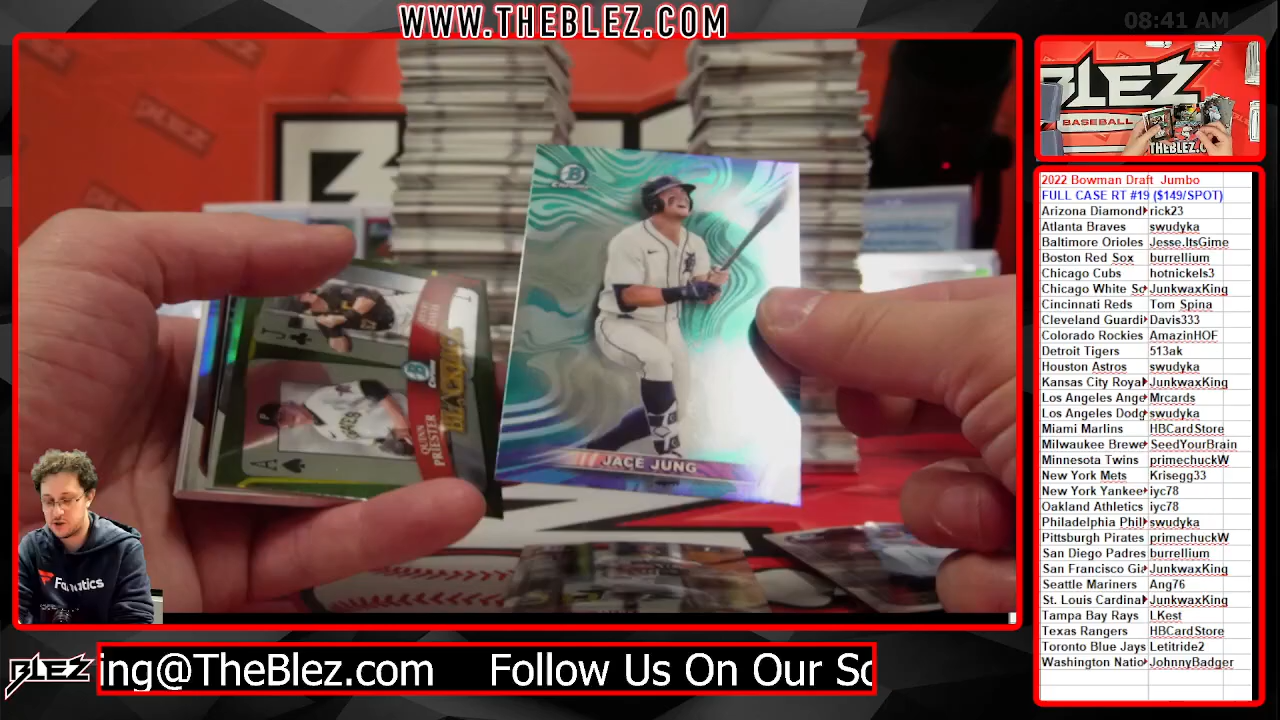 WWW.THEBLEZ.COM
08:41 AM
BLEZ
BASEBALL
THEBLEZ.C
B
Chrome
JACE JUNG
J
A
B
Chrome
QUINN
PRIESTER
2022 Bowman Draft Jumbo
FULL CASE RT #19 ($149/SPOT)
Arizona Diamond rick23
Atlanta Braves swudyka
Baltimore Orioles Jesse.ItsGime
Boston Red Sox burrellium
Chicago Cubs hotnickels3
Chicago White So JunkwaxKing
Cincinnati Reds Tom Spina
Cleveland Guardi Davis333
Colorado Rockies AmazinHOF
Detroit Tigers 513ak
Houston Astros swudyka
Kansas City Roya JunkwaxKing
Los Angeles Ange Mrcards
Los Angeles Dodg swudyka
Miami Marlins HBCardStore
Milwaukee Brewe SeedYourBrain
Minnesota Twins primechuckW
New York Mets Krisegg33
New York Yankee iyc78
Oakland Athletics iyc78
Philadelphia Phil swudyka
Pittsburgh Pirates primechuckW
San Diego Padres burrellium
San Francisco Gia JunkwaxKing
Seattle Mariners Ang76
St. Louis Cardina JunkwaxKing
Tampa Bay Rays LKest
Texas Rangers HBCardStore
Toronto Blue Jays Letitride2
Washington Natio JohnnyBadger
Fanatics
BLEZ
ing@TheBlez.com Follow Us On Our So